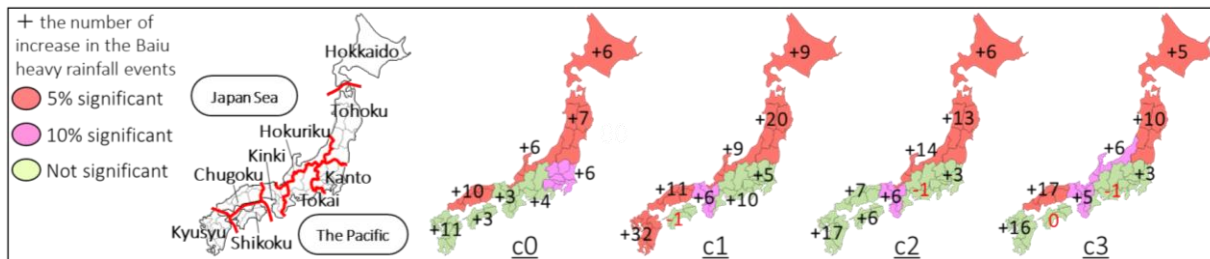 + the number of
increase in the Baiu
heavy rainfall events
5% significant
10% significant
Not significant
Japan Sea
The Pacific
Hokkaido
Tohoku
Hokuriku
Kinki
Chugoku
Kanto
Tokai
Kyusyu
Shikoku
+6
+7
+6
+6
+10
+3
+4
+3
+11
c0
+9
+20
+9
+5
+11
+6
+10
1
+32
c1
+6
+13
+14
+3
-1
+7
+6
+6
+17
c2
+5
+10
+6
+3
-1
+17
+5
0
+16
c3